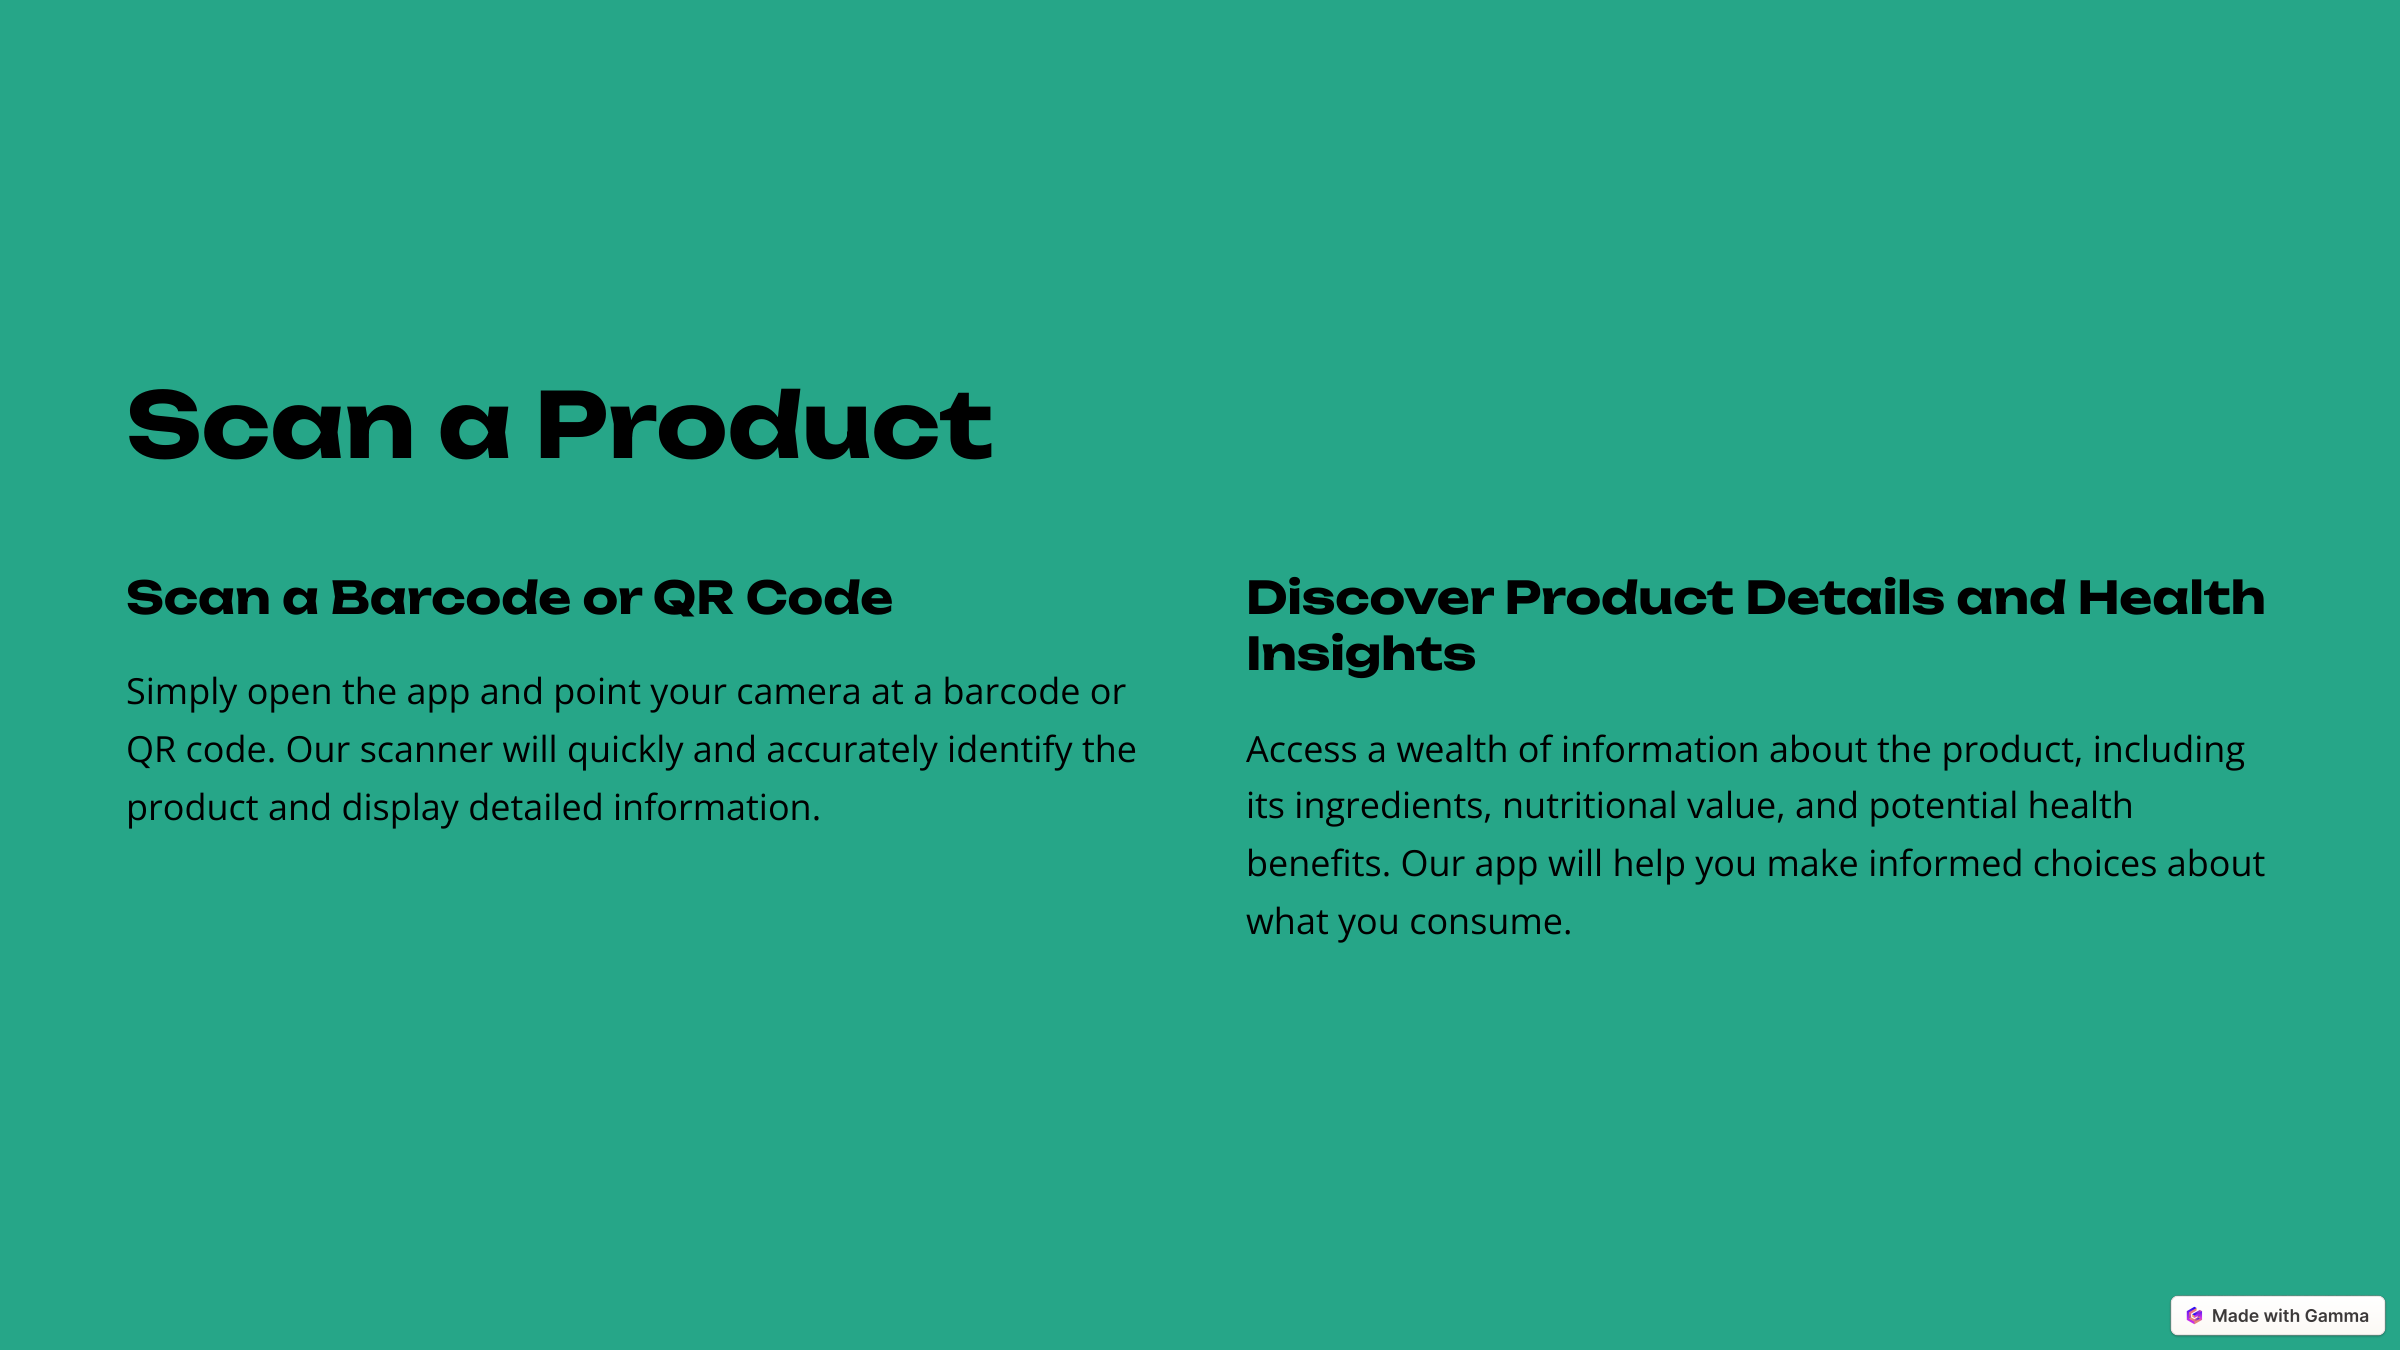 Scan a Product
Scan a Barcode or QR Code
Simply open the app and point your camera at a barcode or
QR code. Our scanner will quickly and accurately identify the
product and display detailed information.
Discover Product Details and Health
Insights
Access a wealth of information about the product, including
its ingredients, nutritional value, and potential health
benefits. Our app will help you make informed choices about
what you consume.
Made with Gamma